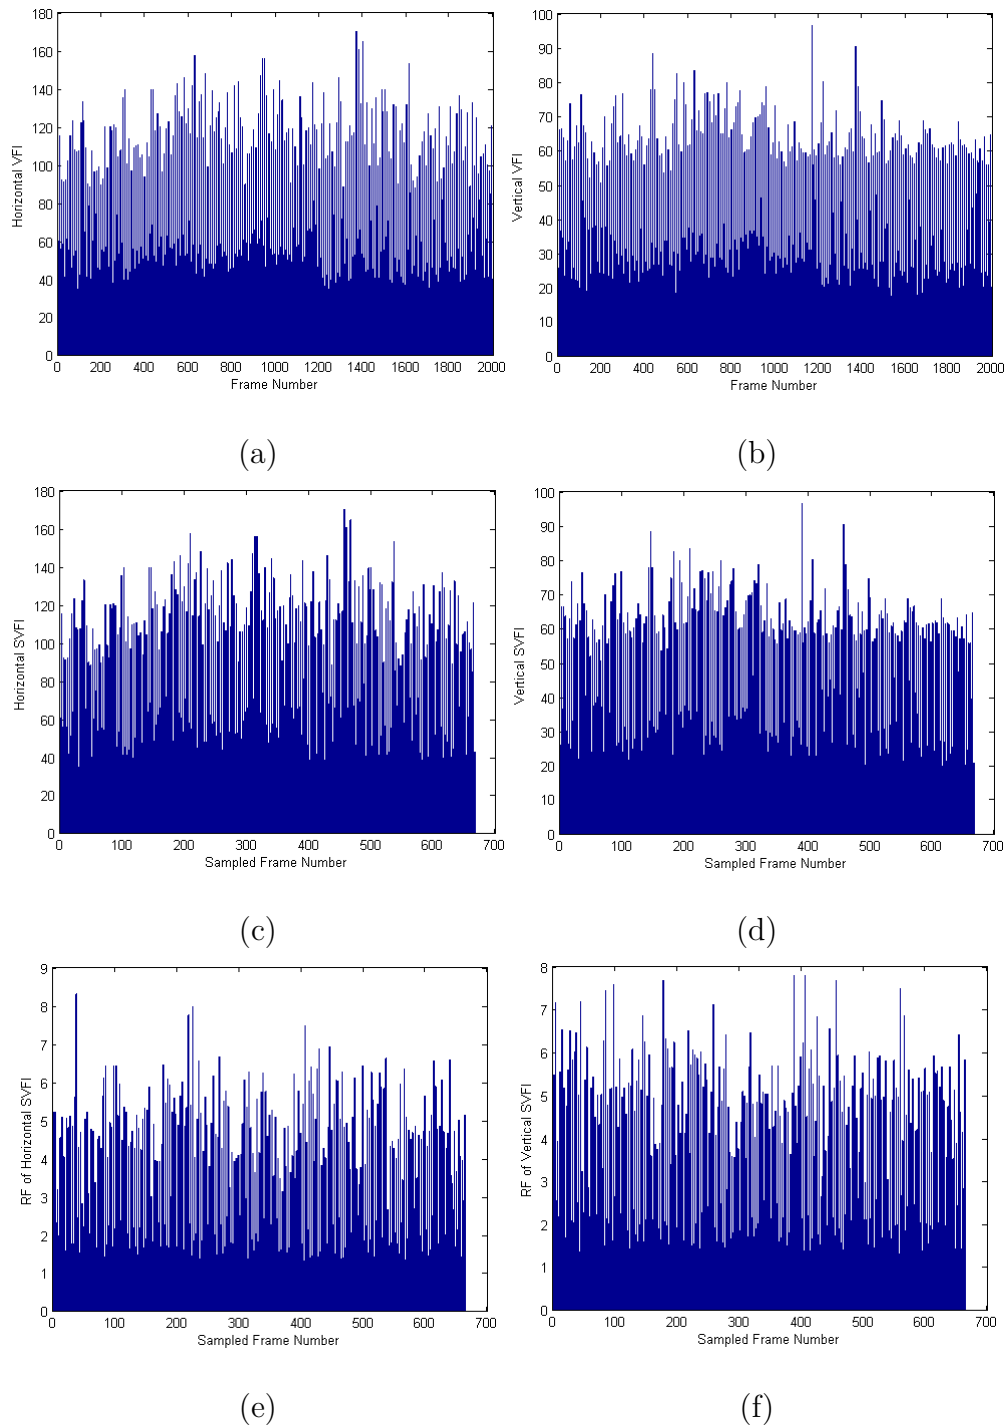 180
160
140
120
100
80
60
40
20
0
Horizontal VFI
0 200 400 600 800 1000 1200 1400 1600 1800 2000
Frame Number
(a)
100
90
80
70
60
50
40
30
20
10
0
Vertical VFI
0 200 400 600 800 1000 1200 1400 1600 1800 2000
Frame Number
(b)
180
160
140
120
100
80
60
40
20
0
Horizontal SVFI
0 100 200 300 400 500 600 700
Sampled Frame Number
(c)
100
90
80
70
60
50
40
30
20
10
0
Vertical SVFI
0 100 200 300 400 500 600 700
Sampled Frame Number
(d)
9
8
7
6
5
4
3
2
1
0
RF of Horizontal SVFI
0 100 200 300 400 500 600 700
Sampled Frame Number
(e)
8
7
6
5
4
3
2
1
0
RF of Vertical SVFI
0 100 200 300 400 500 600 700
Sampled Frame Number
(f)